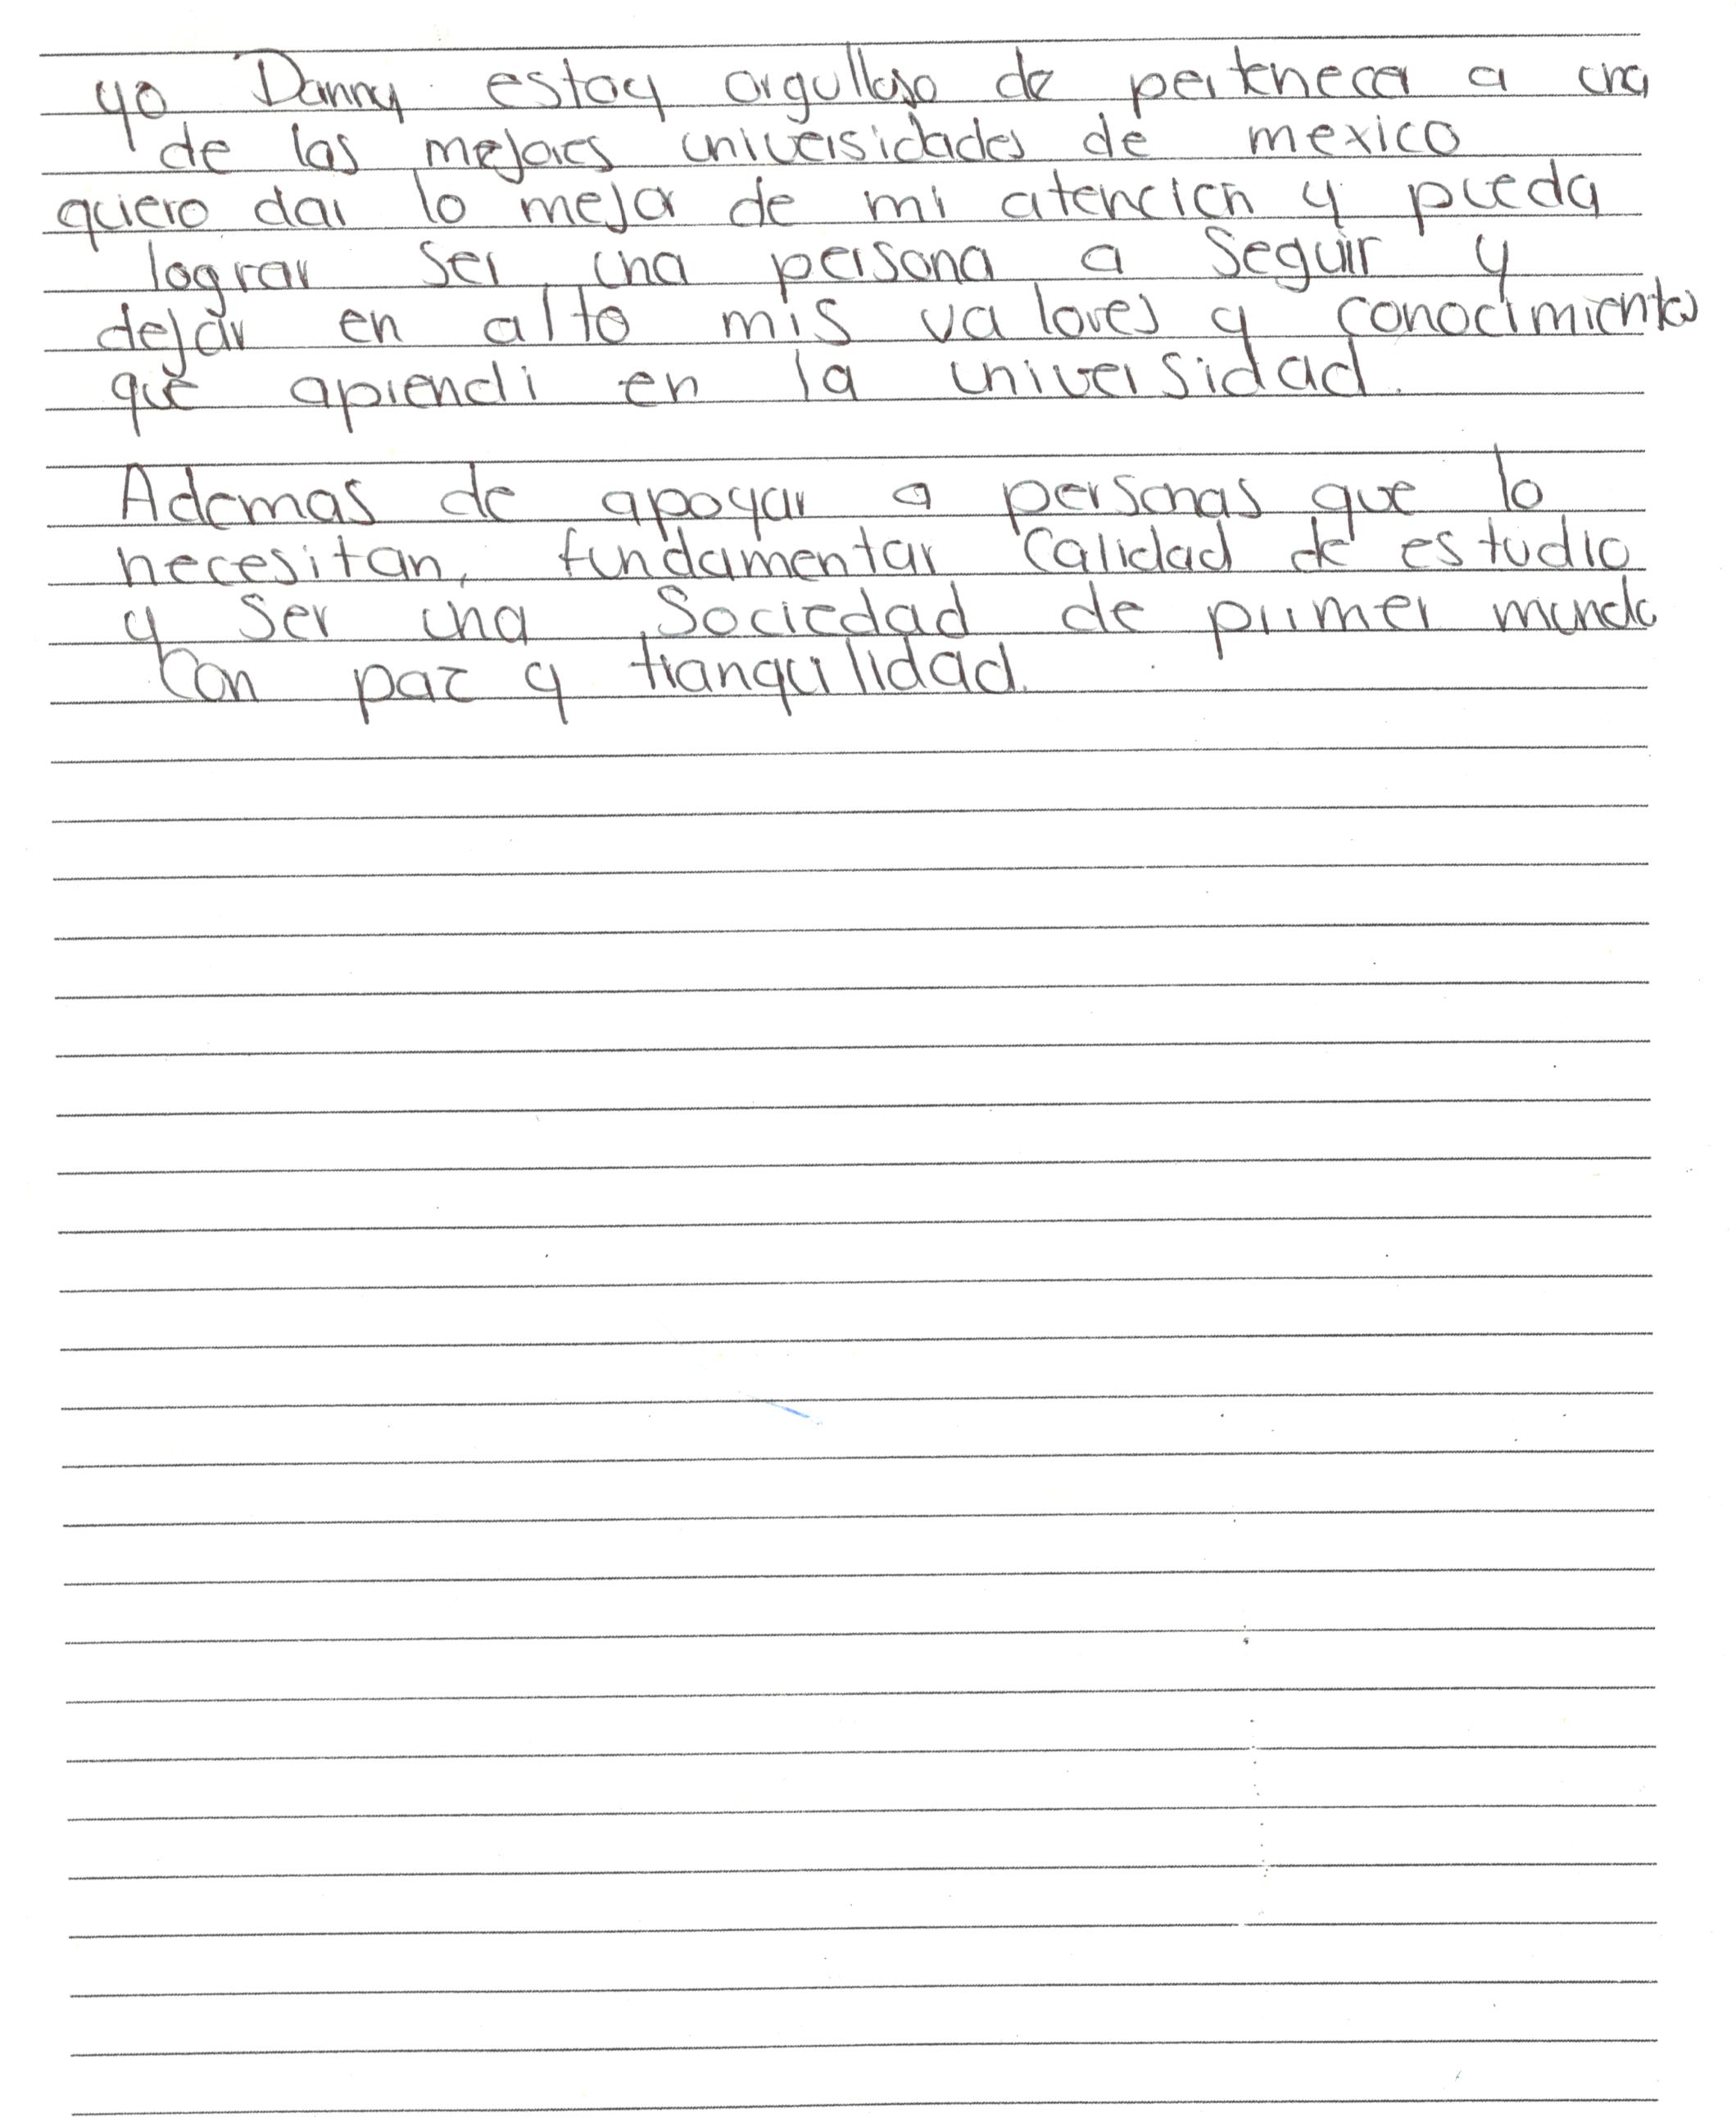 yo Danny estoy orgulloso de pertenecer a una
de las mejores universidades de mexico
quiero dar lo mejor de mi atencion y pueda
lograr ser una persona a seguir y
dejar en alto mis valores y conocimientos
que aprendi en la universidad.
Ademas de apoyar a personas que lo
necesitan, fundamentar calidad de estudio
y ser una sociedad de primer mundo
con paz y tranquilidad.